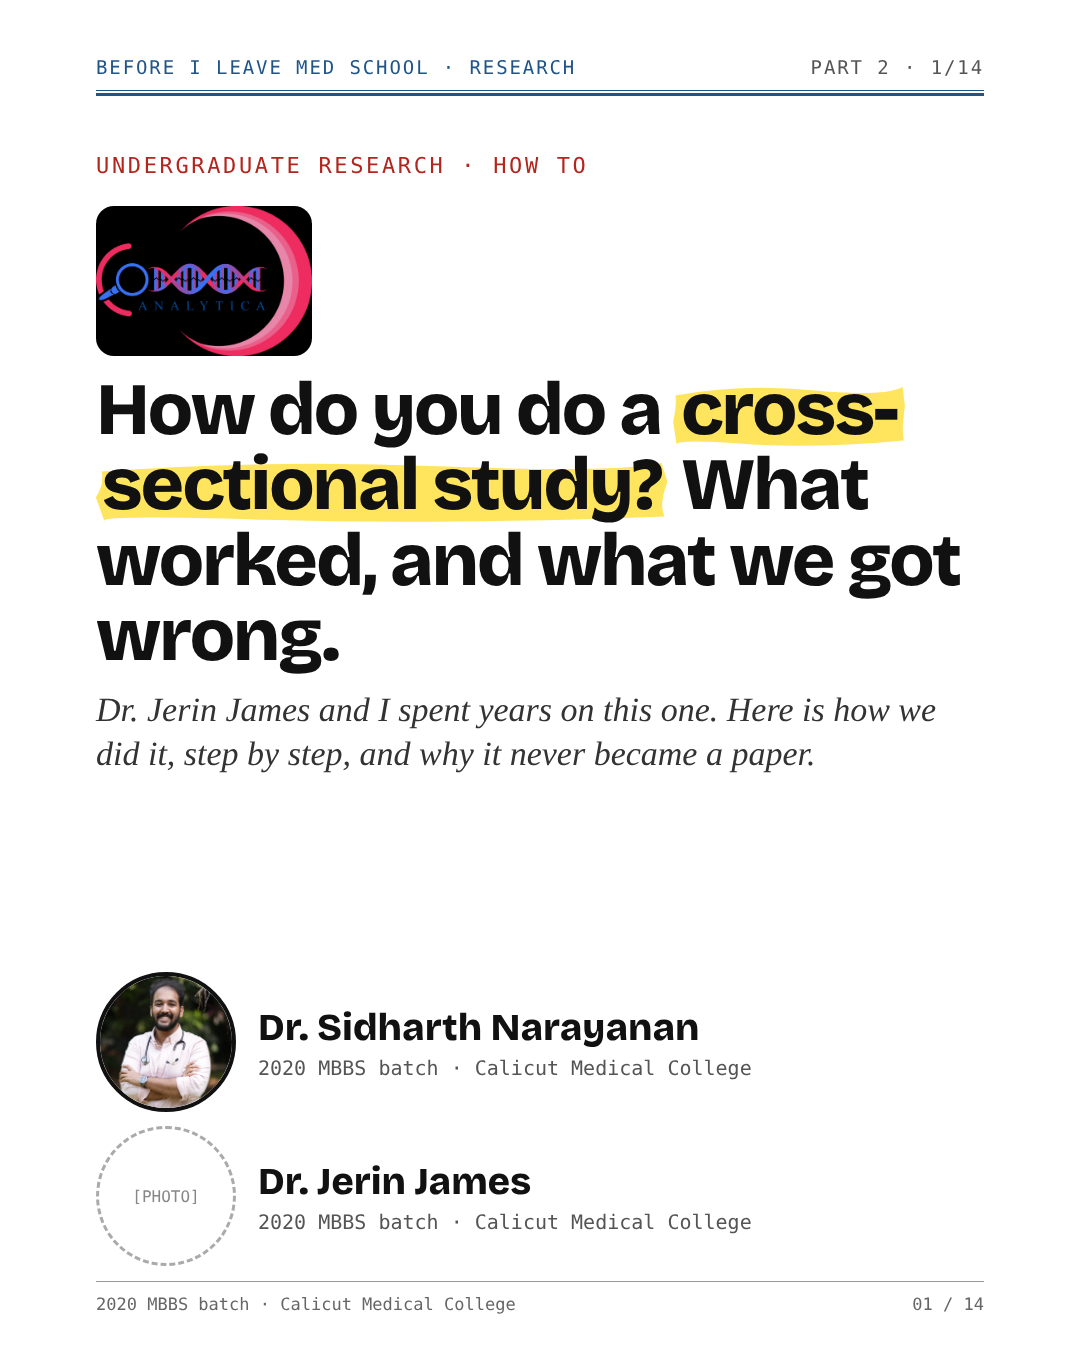 BEFORE I LEAVE MED SCHOOL · RESEARCH
PART 2 · 1/14
UNDERGRADUATE RESEARCH · HOW TO
ANALYTICA
How do you do a cross-
sectional study? What
worked, and what we got
wrong.
Dr. Jerin James and I spent years on this one. Here is how we
did it, step by step, and why it never became a paper.
Dr. Sidharth Narayanan
2020 MBBS batch · Calicut Medical College
[PHOTO]
Dr. Jerin James
2020 MBBS batch · Calicut Medical College
2020 MBBS batch · Calicut Medical College
01 / 14